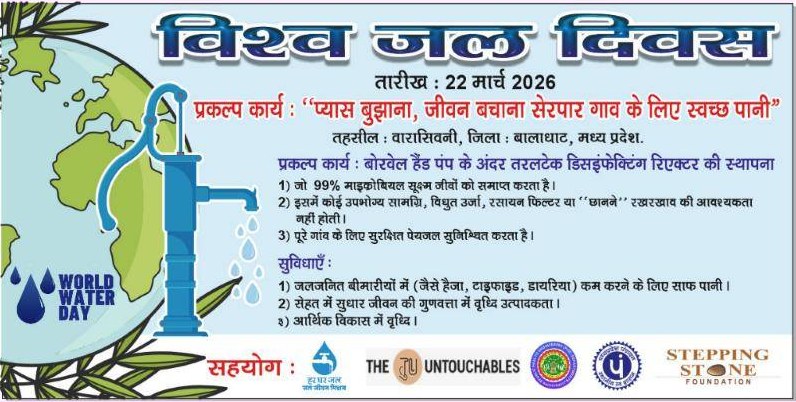 विश्व जल दिवस
तारीख : 22 मार्च 2026
प्रकल्प कार्य : “प्यास बुझाना, जीवन बचाना सेरपार गाव के लिए स्वच्छ पानी”
तहसील : वारासिवनी, जिला : बालाघाट, मध्य प्रदेश.
प्रकल्प कार्य : बोरवेल हैंड पंप के अंदर तरलटेक डिसइंफेक्टिंग रिएक्टर की स्थापना
1) जो 99% माइक्रोबियल सूक्ष्म जीवों को समाप्त करता है।
2) इसमें कोई उपभोग्य सामग्रि, विधुत उर्जा, रसायन फिल्टर या “छानने” रखरखाव की आवश्यकता
नहीं होती।
3) पूरे गांव के लिए सुरक्षित पेयजल सुनिश्चित करता है।
सुविधाएँ :
1) जलजनित बीमारीयों में (जैसे हैजा, टाइफाइड, डायरिया) कम करने के लिए साफ पानी।
2) सेहत में सुधार जीवन की गुणवत्ता में वृध्दि उत्पादकता।
३) आर्थिक विकास में वृध्दि।
WORLD
WATER
DAY
सहयोग :
हर घर जल
जल जीवन मिशन
THE UNTOUCHABLES
STEPPING
STONE
FOUNDATION